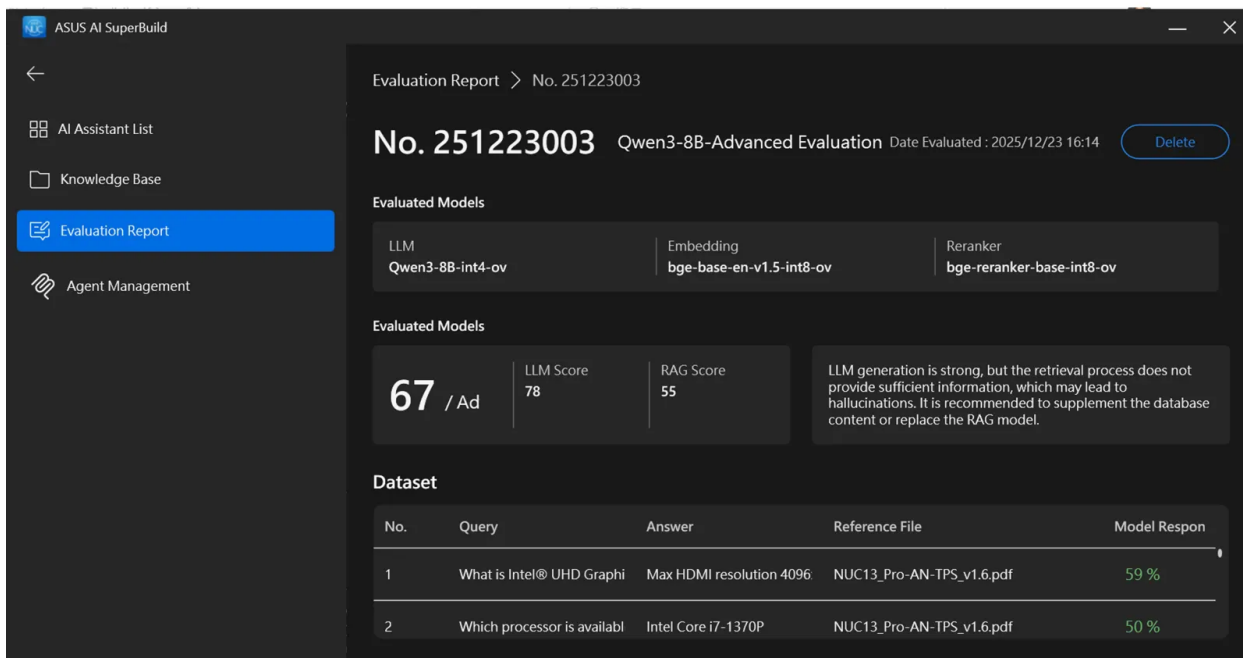 NUC
ASUS AI SuperBuild
AI Assistant List
Knowledge Base
Evaluation Report
Agent Management
Evaluation Report > No. 251223003
No. 251223003 Qwen3-8B-Advanced Evaluation Date Evaluated : 2025/12/23 16:14 Delete
Evaluated Models
LLM Embedding Reranker
Qwen3-8B-int4-ov bge-base-en-v1.5-int8-ov bge-reranker-base-int8-ov
Evaluated Models
67 / Ad
LLM Score
78
RAG Score
55
LLM generation is strong, but the retrieval process does not
provide sufficient information, which may lead to
hallucinations. It is recommended to supplement the database
content or replace the RAG model.
Dataset
No. Query Answer Reference File Model Respon
1 What is Intel® UHD Graphi Max HDMI resolution 4096 NUC13_Pro-AN-TPS_v1.6.pdf 59 %
2 Which processor is availabl Intel Core i7-1370P NUC13_Pro-AN-TPS_v1.6.pdf 50 %